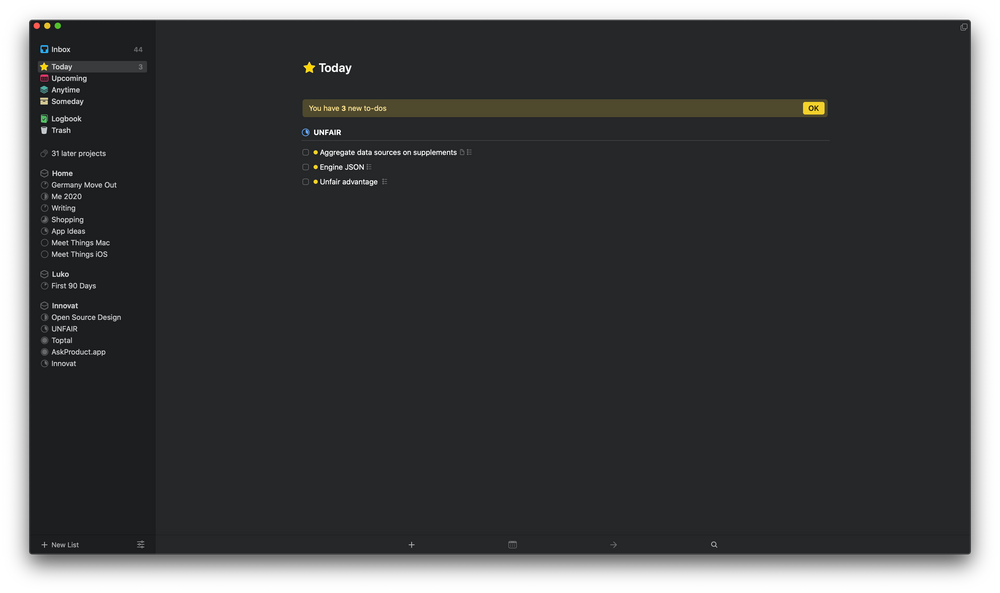 Inbox 44
Today 3
Upcoming
Anytime
Someday
Logbook
Trash
31 later projects
Home
Germany Move Out
Me 2020
Writing
Shopping
App Ideas
Meet Things Mac
Meet Things iOS
Luko
First 90 Days
Innovat
Open Source Design
UNFAIR
Toptal
AskProduct.app
Innovat
New List
Today
You have 3 new to-dos OK
UNFAIR
Aggregate data sources on supplements
Engine JSON
Unfair advantage